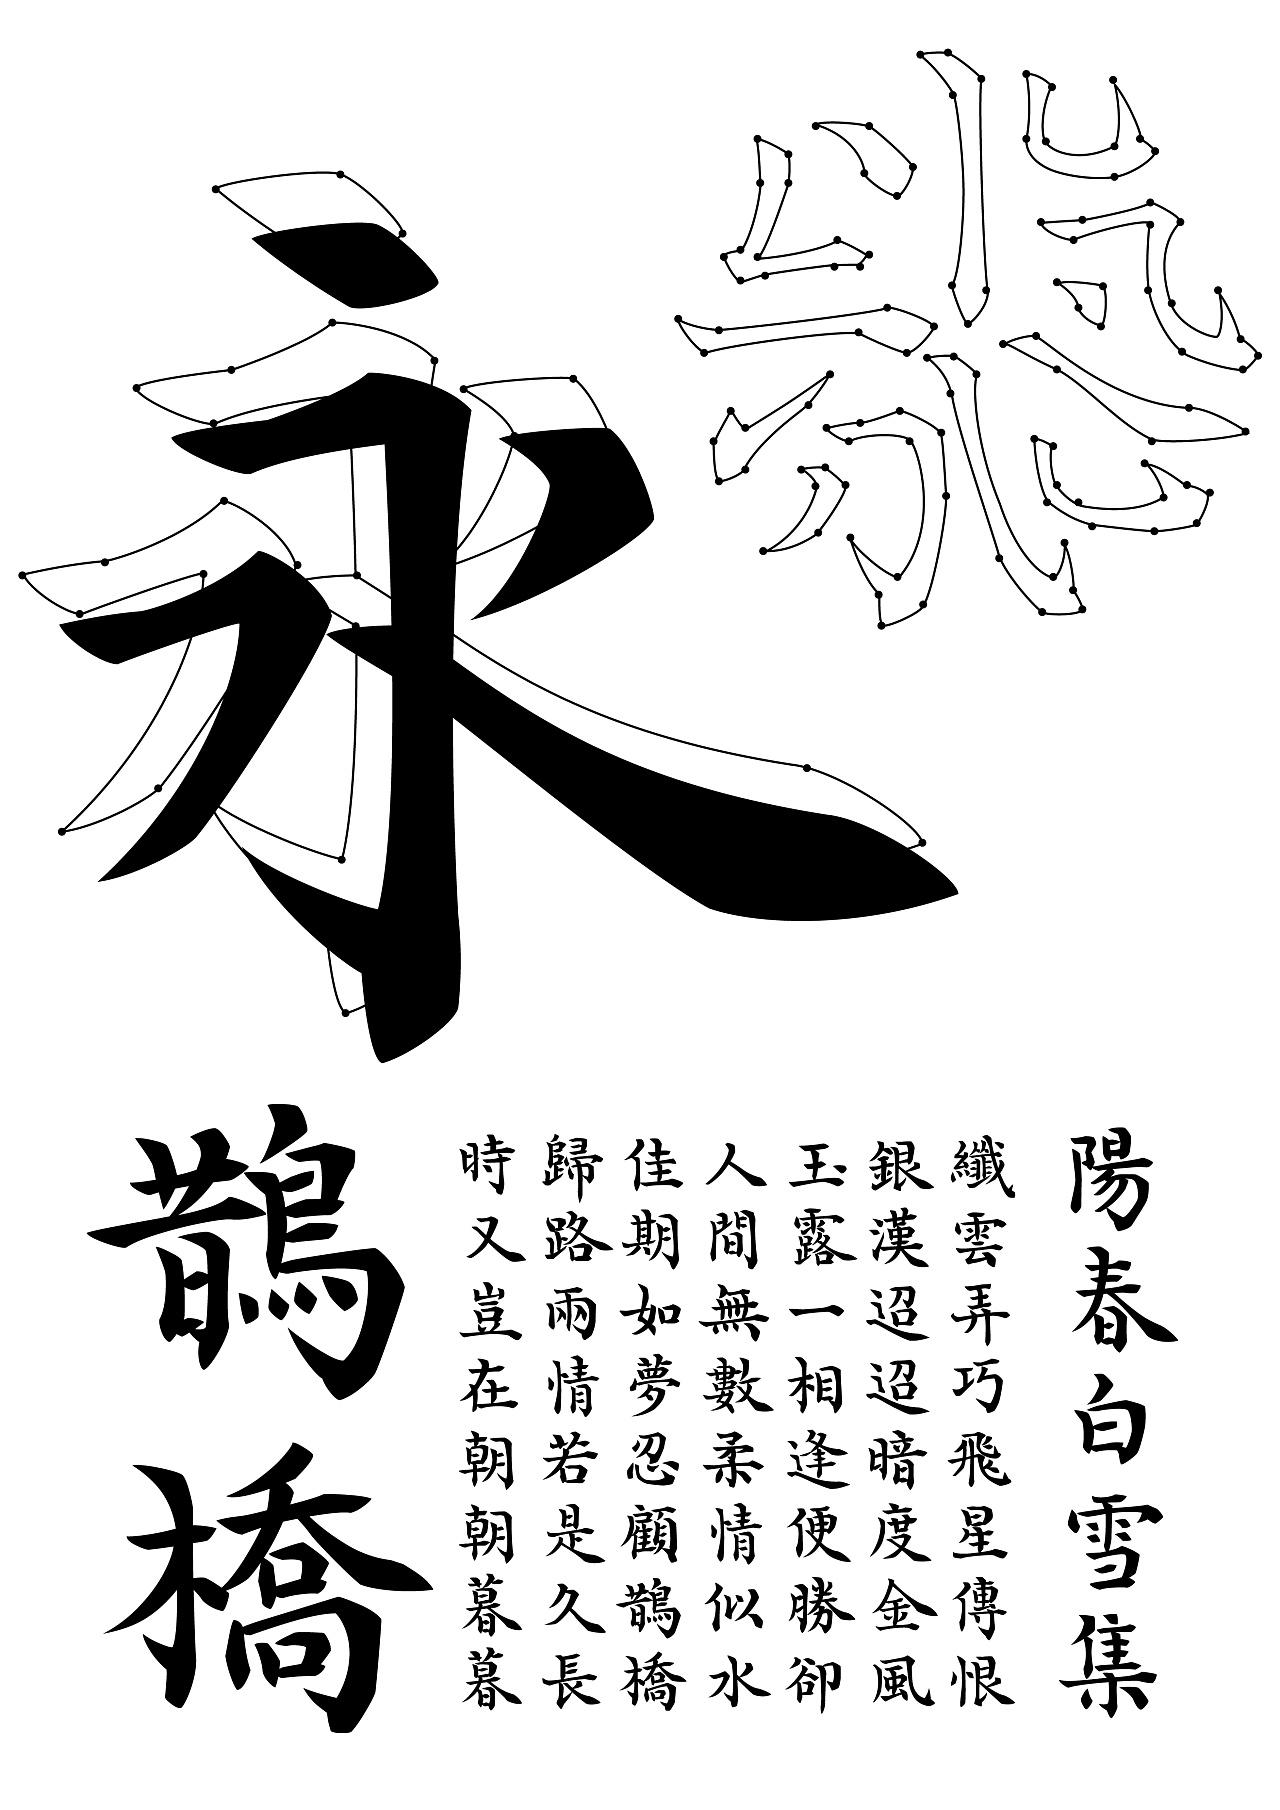 永
陽春白雪集
纖雲弄巧飛星傳恨
銀漢迢迢暗度金風
玉露一相逢便勝卻
人間無數柔情似水
佳期如夢忍顧鵲橋
歸路兩情若是久長
時又豈在朝朝暮暮
鵲橋